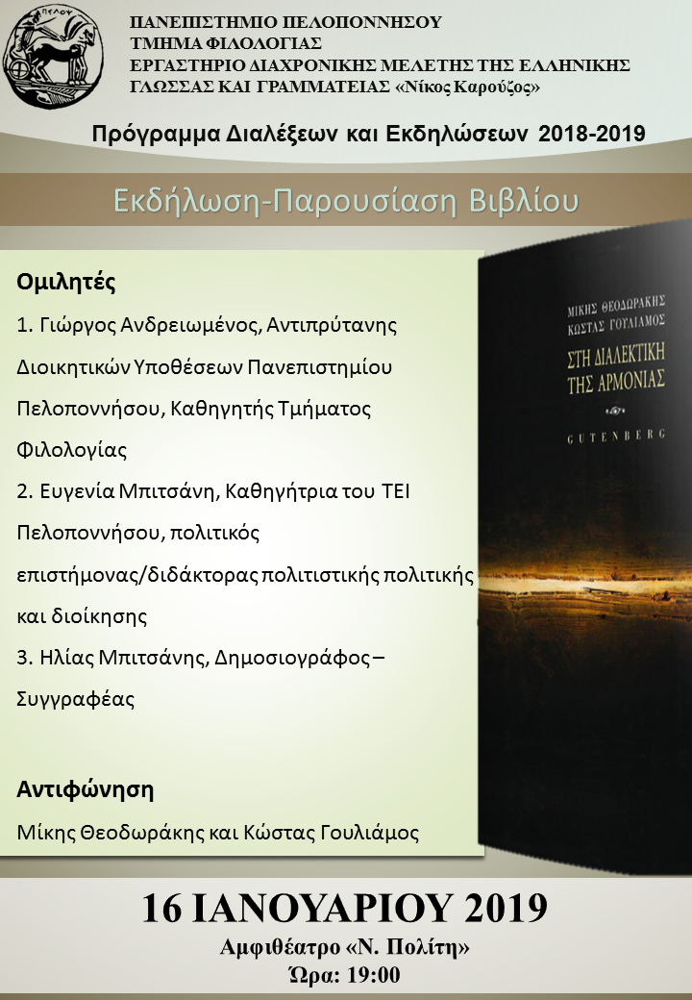 ΠΕΛΟΨ
ΠΑΝΕΠΙΣΤΗΜΙΟ ΠΕΛΟΠΟΝΝΗΣΟΥ
ΤΜΗΜΑ ΦΙΛΟΛΟΓΙΑΣ
ΕΡΓΑΣΤΗΡΙΟ ΔΙΑΧΡΟΝΙΚΗΣ ΜΕΛΕΤΗΣ ΤΗΣ ΕΛΛΗΝΙΚΗΣ
ΓΛΩΣΣΑΣ ΚΑΙ ΓΡΑΜΜΑΤΕΙΑΣ «Νίκος Καρούζος»
Πρόγραμμα Διαλέξεων και Εκδηλώσεων 2018-2019
Εκδήλωση-Παρουσίαση Βιβλίου
Ομιλητές
1. Γιώργος Ανδρειωμένος, Αντιπρύτανης
Διοικητικών Υποθέσεων Πανεπιστημίου
Πελοποννήσου, Καθηγητής Τμήματος
Φιλολογίας
2. Ευγενία Μπιτσάνη, Καθηγήτρια του ΤΕΙ
Πελοποννήσου, πολιτικός
επιστήμονας/διδάκτορας πολιτιστικής πολιτικής
και διοίκησης
3. Ηλίας Μπιτσάνης, Δημοσιογράφος –
Συγγραφέας
Αντιφώνηση
Μίκης Θεοδωράκης και Κώστας Γουλιάμος
ΜΙΚΗΣ ΘΕΟΔΩΡΑΚΗΣ
ΚΩΣΤΑΣ ΓΟΥΛΙΑΜΟΣ
ΣΤΗ ΔΙΑΛΕΚΤΙΚΗ
ΤΗΣ ΑΡΜΟΝΙΑΣ
GUTENBERG
16 ΙΑΝΟΥΑΡΙΟΥ 2019
Αμφιθέατρο «Ν. Πολίτη»
Ώρα: 19:00